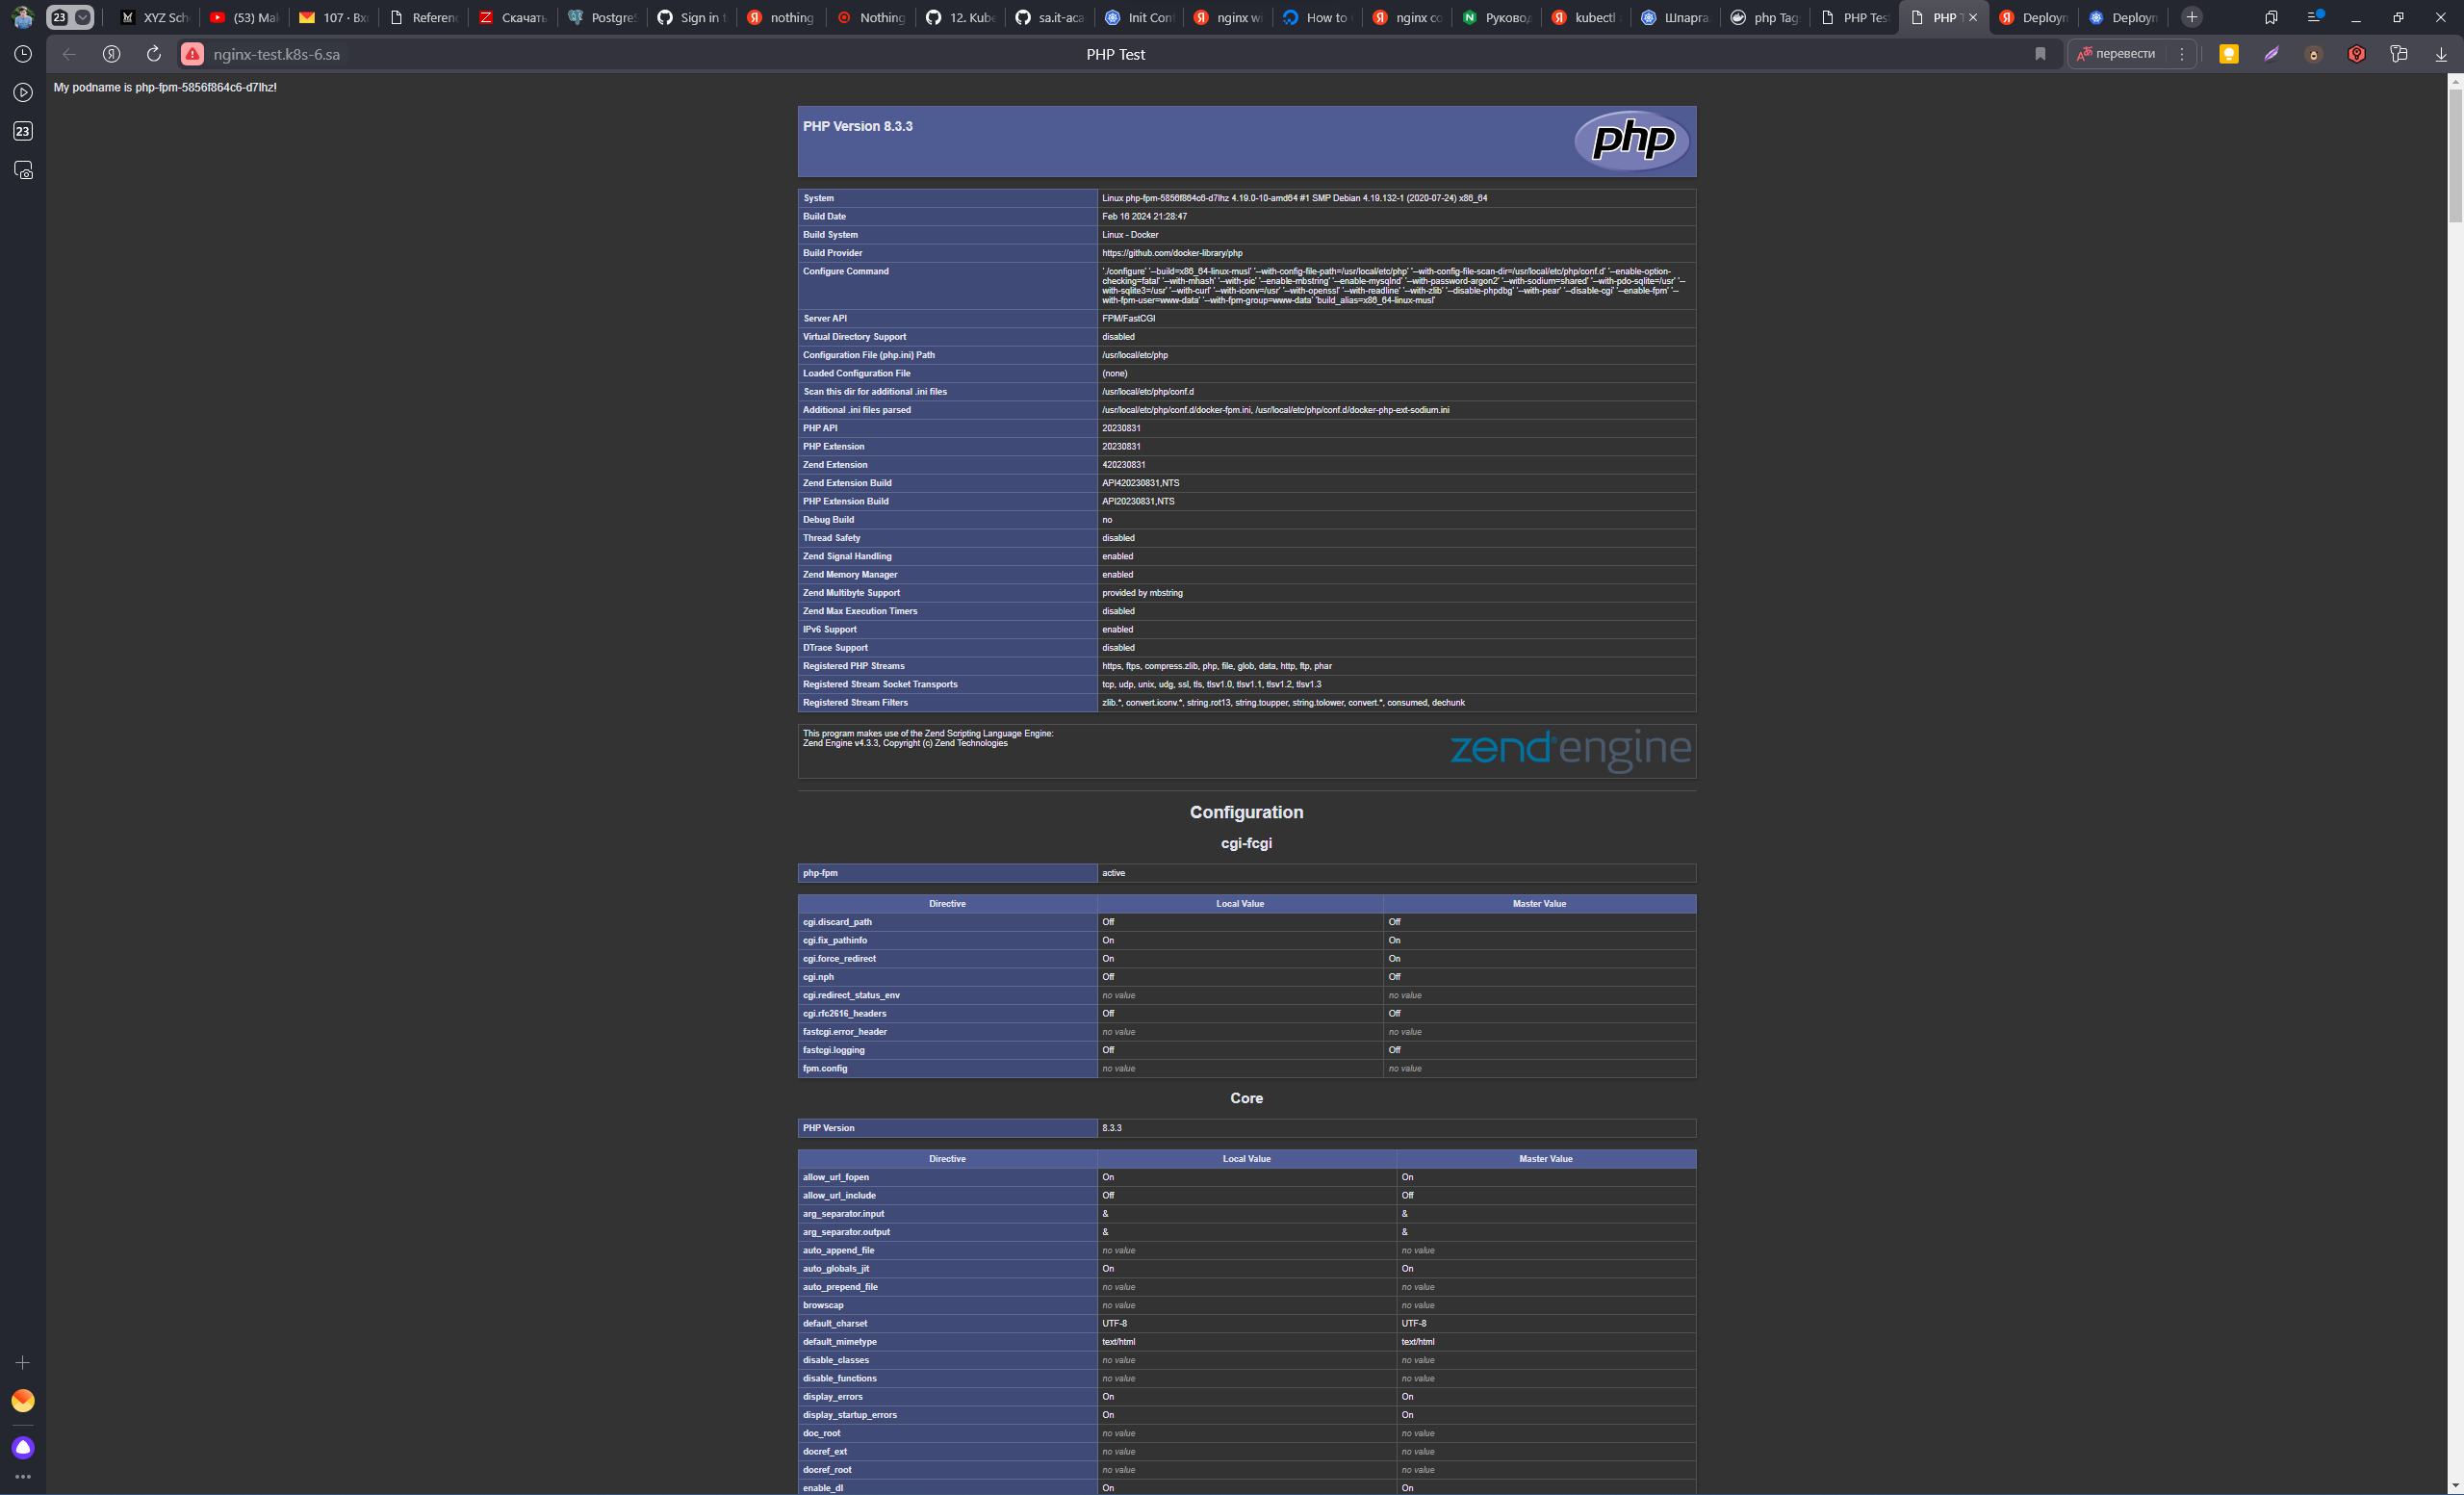 23
XYZ Sch
(53) Mak
107 · Вхо
Referenc
Скачать
PostgreS
Sign in t
nothing
Nothing
12. Kube
sa.it-aca
Init Cont
nginx w
How to
nginx co
Руковод
kubectl
Шпарга
php Tag
PHP Tes
PHP T
Deploym
Deploym
nginx-test.k8s-6.sa
PHP Test
перевести
23
My podname is php-fpm-5856f864c6-d7lhz!
PHP Version 8.3.3
php
System Linux php-fpm-5856f864c6-d7lhz 4.19.0-10-amd64 #1 SMP Debian 4.19.132-1 (2020-07-24) x86_64
Build Date Feb 16 2024 21:28:47
Build System Linux - Docker
Build Provider https://github.com/docker-library/php
Configure Command './configure' '--build=x86_64-linux-musl' '--with-config-file-path=/usr/local/etc/php' '--with-config-file-scan-dir=/usr/local/etc/php/conf.d' '--enable-option-
checking=fatal' '--with-mhash' '--with-pic' '--enable-mbstring' '--enable-mysqlnd' '--with-password-argon2' '--with-sodium=shared' '--with-pdo-sqlite=/usr' '--
with-sqlite3=/usr' '--with-curl' '--with-iconv=/usr' '--with-openssl' '--with-readline' '--with-zlib' '--disable-phpdbg' '--with-pear' '--disable-cgi' '--enable-fpm' '--
with-fpm-user=www-data' '--with-fpm-group=www-data' 'build_alias=x86_64-linux-musl'
Server API FPM/FastCGI
Virtual Directory Support disabled
Configuration File (php.ini) Path /usr/local/etc/php
Loaded Configuration File (none)
Scan this dir for additional .ini files /usr/local/etc/php/conf.d
Additional .ini files parsed /usr/local/etc/php/conf.d/docker-fpm.ini, /usr/local/etc/php/conf.d/docker-php-ext-sodium.ini
PHP API 20230831
PHP Extension 20230831
Zend Extension 420230831
Zend Extension Build API420230831,NTS
PHP Extension Build API20230831,NTS
Debug Build no
Thread Safety disabled
Zend Signal Handling enabled
Zend Memory Manager enabled
Zend Multibyte Support provided by mbstring
Zend Max Execution Timers disabled
IPv6 Support enabled
DTrace Support disabled
Registered PHP Streams https, ftps, compress.zlib, php, file, glob, data, http, ftp, phar
Registered Stream Socket Transports tcp, udp, unix, udg, ssl, tls, tlsv1.0, tlsv1.1, tlsv1.2, tlsv1.3
Registered Stream Filters zlib.*, convert.iconv.*, string.rot13, string.toupper, string.tolower, convert.*, consumed, dechunk
This program makes use of the Zend Scripting Language Engine:
Zend Engine v4.3.3, Copyright (c) Zend Technologies
zend engine
Configuration
cgi-fcgi
php-fpm active
Directive Local Value Master Value
cgi.discard_path Off Off
cgi.fix_pathinfo On On
cgi.force_redirect On On
cgi.nph Off Off
cgi.redirect_status_env no value no value
cgi.rfc2616_headers Off Off
fastcgi.error_header no value no value
fastcgi.logging Off Off
fpm.config no value no value
Core
PHP Version 8.3.3
Directive Local Value Master Value
allow_url_fopen On On
allow_url_include Off Off
arg_separator.input & &
arg_separator.output & &
auto_append_file no value no value
auto_globals_jit On On
auto_prepend_file no value no value
browscap no value no value
default_charset UTF-8 UTF-8
default_mimetype text/html text/html
disable_classes no value no value
disable_functions no value no value
display_errors On On
display_startup_errors On On
doc_root no value no value
docref_ext no value no value
docref_root no value no value
enable_dl On On